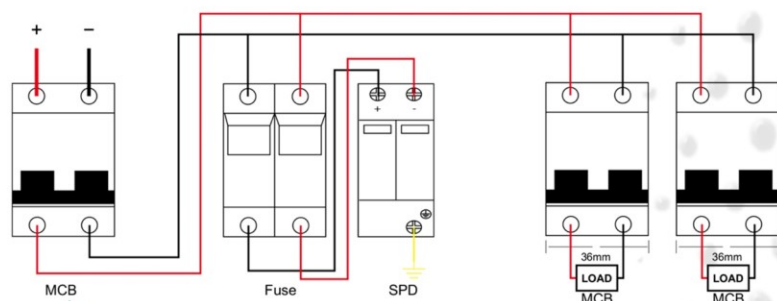 + −
+ -
MCB
Fuse
SPD
36mm
LOAD
MCB
36mm
LOAD
MCB